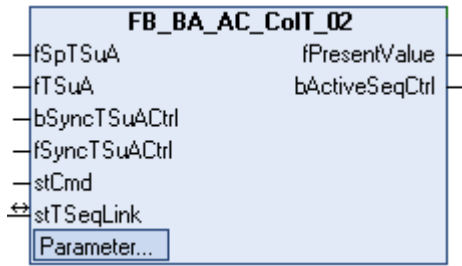 FB_BA_AC_ColT_02
fSpTSuA fPresentValue
fTSuA bActiveSeqCtrl
bSyncTSuACtrl
fSyncTSuACtrl
stCmd
stTSeqLink
Parameter...